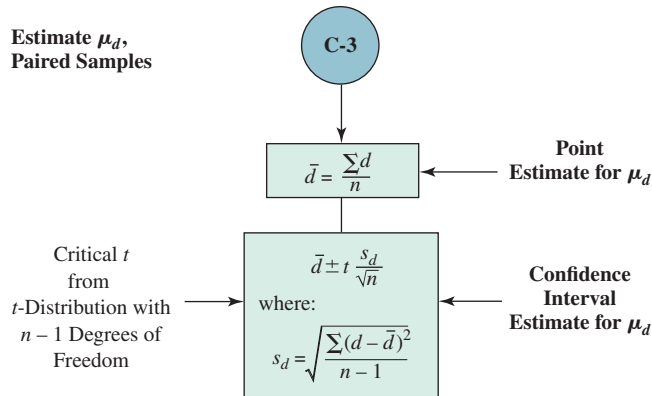 Estimate μd,
Paired Samples
C-3
d̄ = ∑d / n
Point
Estimate for μd
Critical t
from
t-Distribution with
n – 1 Degrees of
Freedom
d̄ ± t sd / √n
where:
sd = √(∑(d – d̄)² / (n – 1))
Confidence
Interval
Estimate for μd